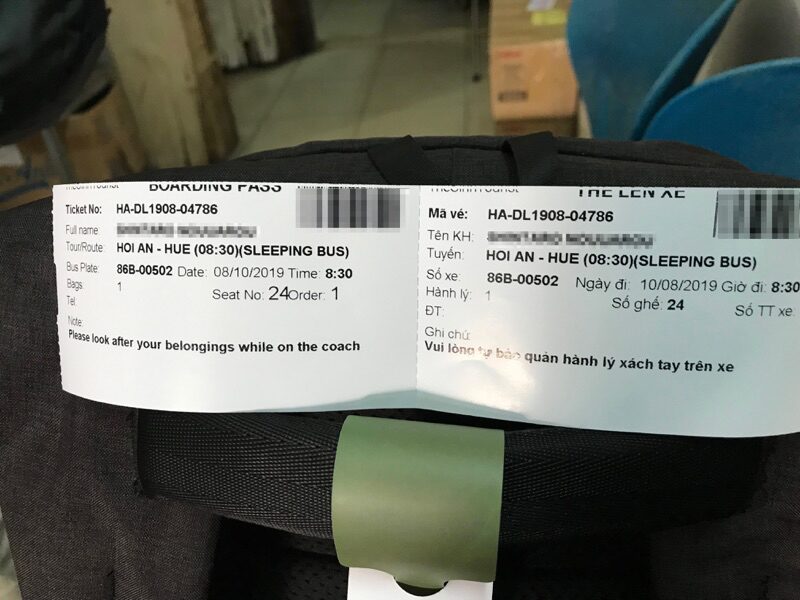 BOARDING PASS
Ticket No: HA-DL1908-04786
Full name:
Tour/Route: HOI AN - HUE (08:30)(SLEEPING BUS)
Bus Plate: 86B-00502 Date: 08/10/2019 Time: 8:30
Bags: 1 Seat No: 24 Order: 1
Tel:
Note:
Please look after your belongings while on the coach
TheSinhTourist THẺ LÊN XE
Mã vé: HA-DL1908-04786
Tên KH:
Tuyến: HOI AN - HUE (08:30)(SLEEPING BUS)
Số xe: 86B-00502 Ngày đi: 10/08/2019 Giờ đi: 8:30
Hành lý: 1 Số ghế: 24 Số TT xe:
ĐT:
Ghi chú:
Vui lòng tự bảo quản hành lý xách tay trên xe